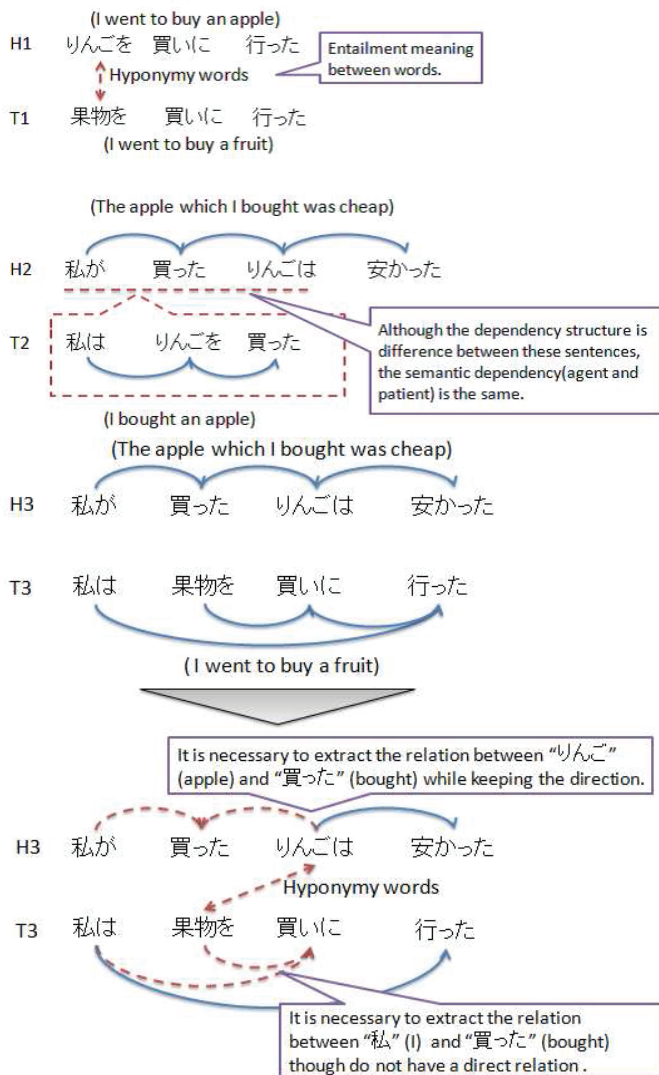 (I went to buy an apple)
H1 りんごを 買いに 行った
Hyponymy words
Entailment meaning
between words.
T1 果物を 買いに 行った
(I went to buy a fruit)
(The apple which I bought was cheap)
H2 私が 買った りんごは 安かった
T2 私は りんごを 買った
Although the dependency structure is
difference between these sentences,
the semantic dependency(agent and
patient) is the same.
(I bought an apple)
(The apple which I bought was cheap)
H3 私が 買った りんごは 安かった
T3 私は 果物を 買いに 行った
( I went to buy a fruit)
It is necessary to extract the relation between “りんご”
(apple) and “買った” (bought) while keeping the direction.
H3 私が 買った りんごは 安かった
Hyponymy words
T3 私は 果物を 買いに 行った
It is necessary to extract the relation
between “私” (I) and “買った” (bought)
though do not have a direct relation .